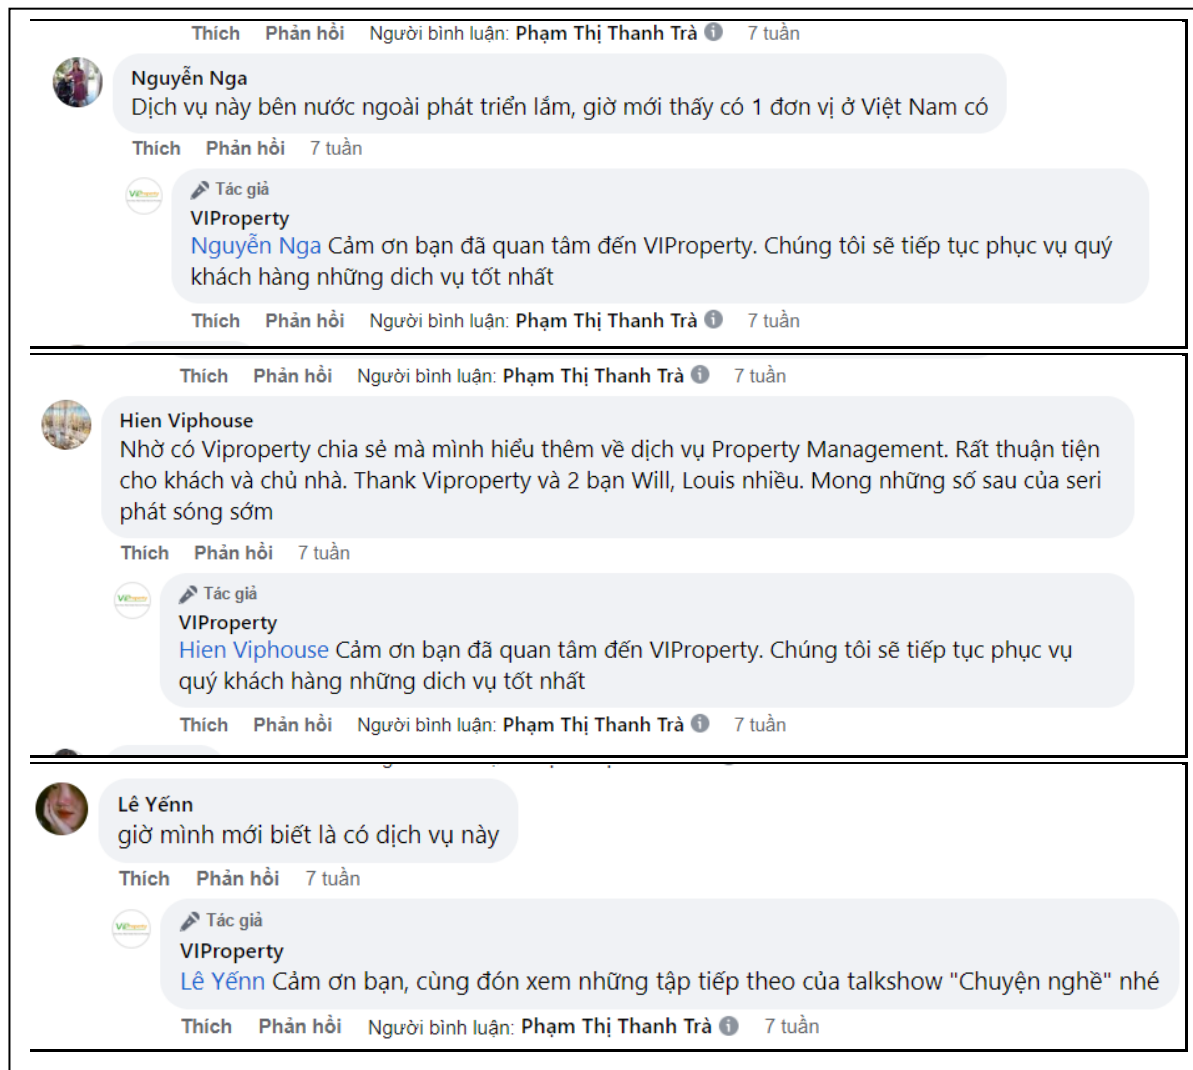 Thích Phản hồi Người bình luận: Phạm Thị Thanh Trà 7 tuần
Nguyễn Nga
Dịch vụ này bên nước ngoài phát triển lắm, giờ mới thấy có 1 đơn vị ở Việt Nam có
Thích Phản hồi 7 tuần
Tác giả
VIProperty
Nguyễn Nga Cảm ơn bạn đã quan tâm đến VIProperty. Chúng tôi sẽ tiếp tục phục vụ quý
khách hàng những dich vụ tốt nhất
Thích Phản hồi Người bình luận: Phạm Thị Thanh Trà 7 tuần
Thích Phản hồi Người bình luận: Phạm Thị Thanh Trà 7 tuần
Hien Viphouse
Nhờ có Viproperty chia sẻ mà mình hiểu thêm về dịch vụ Property Management. Rất thuận tiện
cho khách và chủ nhà. Thank Viproperty và 2 bạn Will, Louis nhiều. Mong những số sau của seri
phát sóng sớm
Thích Phản hồi 7 tuần
Tác giả
VIProperty
Hien Viphouse Cảm ơn bạn đã quan tâm đến VIProperty. Chúng tôi sẽ tiếp tục phục vụ
quý khách hàng những dich vụ tốt nhất
Thích Phản hồi Người bình luận: Phạm Thị Thanh Trà 7 tuần
Lê Yếnn
giờ mình mới biết là có dịch vụ này
Thích Phản hồi 7 tuần
Tác giả
VIProperty
Lê Yếnn Cảm ơn bạn, cùng đón xem những tập tiếp theo của talkshow "Chuyện nghề" nhé
Thích Phản hồi Người bình luận: Phạm Thị Thanh Trà 7 tuần